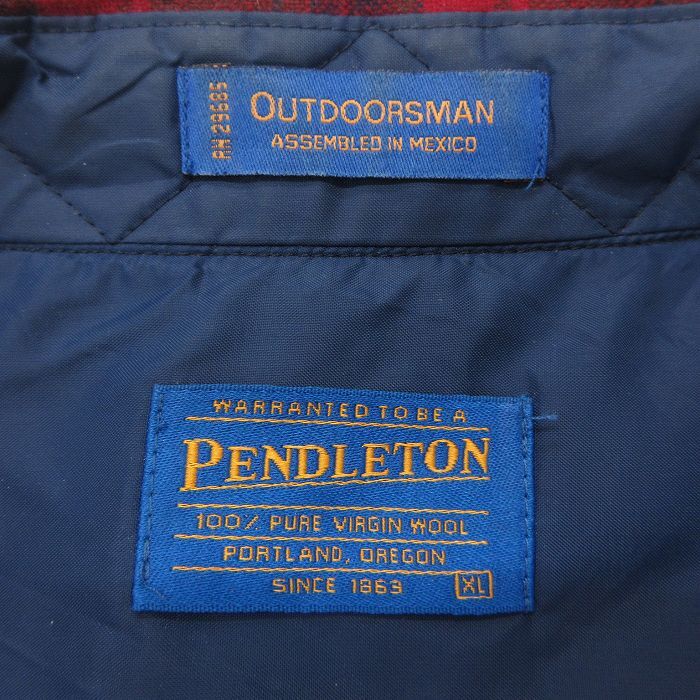 RN 29685
OUTDOORSMAN
ASSEMBLED IN MEXICO
WARRANTED TO BE A
PENDLETON
100% PURE VIRGIN WOOL
PORTLAND, OREGON
SINCE 1863
XL